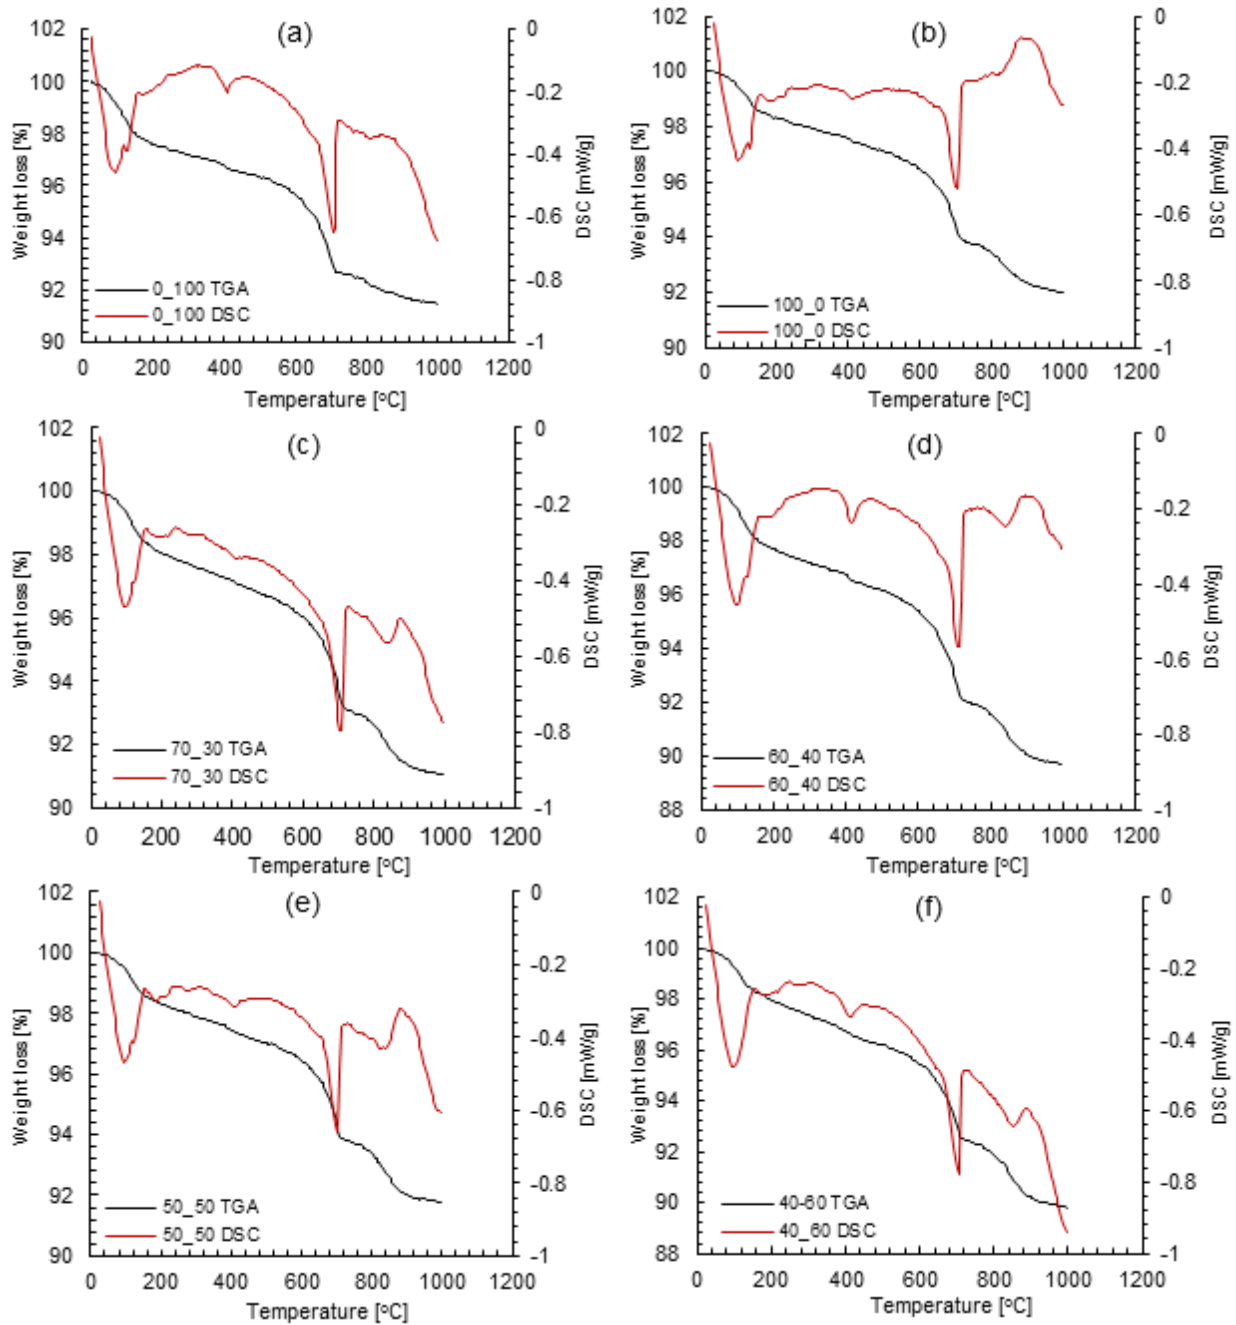 (a)
102
100
98
96
94
92
90
Weight loss [%]
0
-0.2
-0.4
-0.6
-0.8
-1
DSC [mW/g]
0_100 TGA
0_100 DSC
0 200 400 600 800 1000 1200
Temperature [°C]
(b)
102
100
98
96
94
92
90
Weight loss [%]
0
-0.2
-0.4
-0.6
-0.8
-1
DSC [mW/g]
100_0 TGA
100_0 DSC
0 200 400 600 800 1000 1200
Temperature [°C]
(c)
102
100
98
96
94
92
90
Weight loss [%]
0
-0.2
-0.4
-0.6
-0.8
-1
DSC [mW/g]
70_30 TGA
70_30 DSC
0 200 400 600 800 1000 1200
Temperature [°C]
(d)
102
100
98
96
94
92
90
88
Weight loss [%]
0
-0.2
-0.4
-0.6
-0.8
-1
DSC [mW/g]
60_40 TGA
60_40 DSC
0 200 400 600 800 1000 1200
Temperature [°C]
(e)
102
100
98
96
94
92
90
Weight loss [%]
0
-0.2
-0.4
-0.6
-0.8
-1
DSC [mW/g]
50_50 TGA
50_50 DSC
0 200 400 600 800 1000 1200
Temperature [°C]
(f)
102
100
98
96
94
92
90
88
Weight loss [%]
0
-0.2
-0.4
-0.6
-0.8
-1
DSC [mW/g]
40-60 TGA
40_60 DSC
0 200 400 600 800 1000 1200
Temperature [°C]